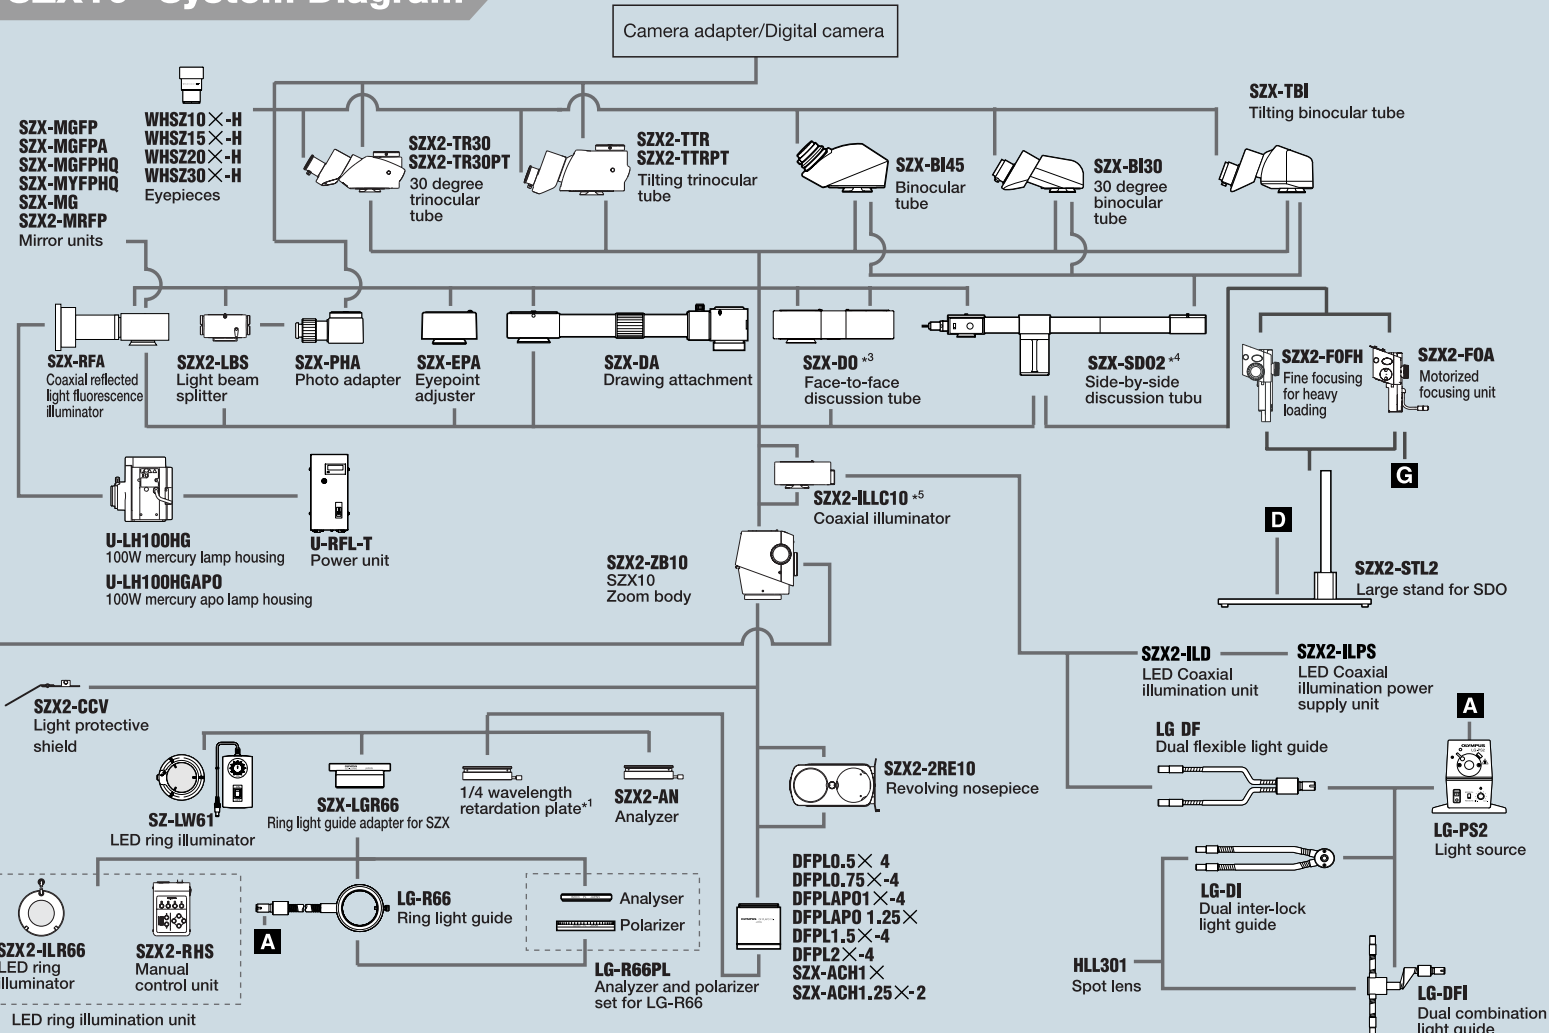 System Diagram
Camera adapter/Digital camera
WHSZ10×-H
WHSZ15×-H
WHSZ20×-H
WHSZ30×-H
Eyepieces
SZX-MGFP
SZX-MGFPA
SZX-MGFPHQ
SZX-MYFPHQ
SZX-MG
SZX2-MRFP
Mirror units
SZX2-TR30
SZX2-TR30PT
30 degree
trinocular
tube
SZX2-TTR
SZX2-TTRPT
Tilting trinocular
tube
SZX-BI45
Binocular
tube
SZX-BI30
30 degree
binocular
tube
SZX-TBI
Tilting binocular tube
SZX-RFA
Coaxial reflected
light fluorescence
illuminator
SZX2-LBS
Light beam
splitter
SZX-PHA
Photo adapter
SZX-EPA
Eyepoint
adjuster
SZX-DA
Drawing attachment
SZX-DO *3
Face-to-face
discussion tube
SZX-SDO2 *4
Side-by-side
discussion tubu
SZX2-FOFH
Fine focusing
for heavy
loading
SZX2-FOA
Motorized
focusing unit
G
D
SZX2-STL2
Large stand for SDO
U-LH100HG
100W mercury lamp housing
U-LH100HGAPO
100W mercury apo lamp housing
U-RFL-T
Power unit
SZX2-ILLC10 *5
Coaxial illuminator
SZX2-ZB10
SZX10
Zoom body
SZX2-ILD
LED Coaxial
illumination unit
SZX2-ILPS
LED Coaxial
illumination power
supply unit
A
OLYMPUS
LG-PS2
Light source
SZX2-CCV
Light protective
shield
SZ-LW61
LED ring illuminator
SZX-LGR66
Ring light guide adapter for SZX
1/4 wavelength
retardation plate*1
SZX2-AN
Analyzer
SZX2-2RE10
Revolving nosepiece
LG DF
Dual flexible light guide
LG-DI
Dual inter-lock
light guide
HLL301
Spot lens
LG-DFI
Dual combination
light guide
SZX2-ILR66
LED ring
illuminator
SZX2-RHS
Manual
control unit
LED ring illumination unit
A
LG-R66
Ring light guide
Analyser
Polarizer
LG-R66PL
Analyzer and polarizer
set for LG-R66
DFPL0.5× 4
DFPL0.75×-4
DFPLAPO1×-4
DFPLAPO 1.25×
DFPL1.5×-4
DFPL2×-4
SZX-ACH1×
SZX-ACH1.25×-2